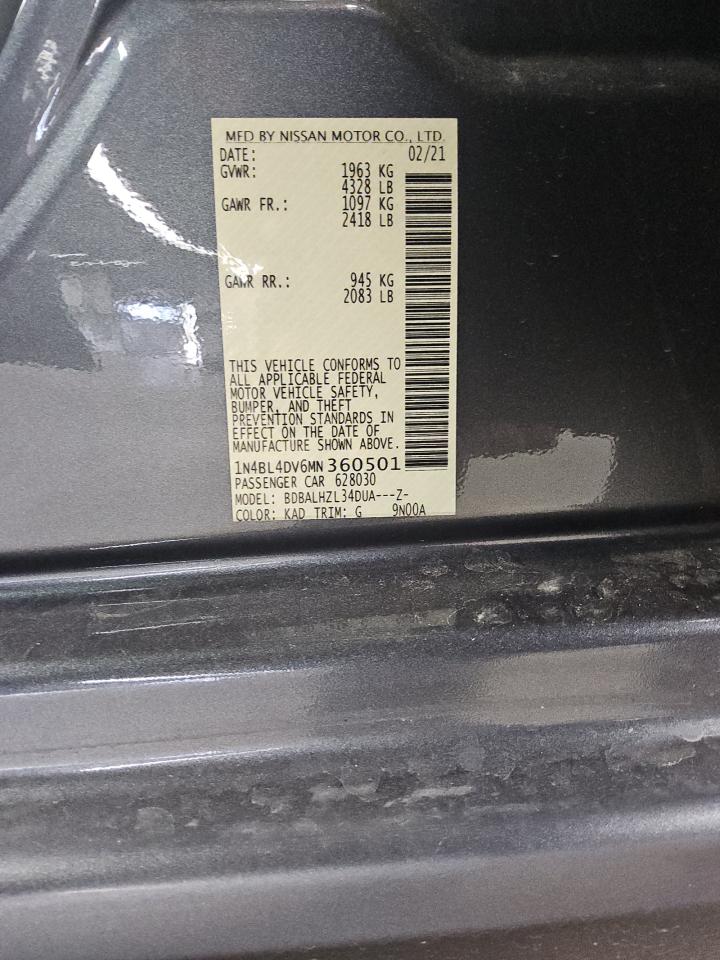 MFD BY NISSAN MOTOR CO., LTD.
DATE: 02/21
GVWR: 1963 KG
4328 LB
GAWR FR.: 1097 KG
2418 LB
GAWR RR.: 945 KG
2083 LB
THIS VEHICLE CONFORMS TO
ALL APPLICABLE FEDERAL
MOTOR VEHICLE SAFETY,
BUMPER, AND THEFT
PREVENTION STANDARDS IN
EFFECT ON THE DATE OF
MANUFACTURE SHOWN ABOVE.
1N4BL4DV6MN360501
PASSENGER CAR 628030
MODEL: BDBALHZL34DUA---Z-
COLOR: KAD TRIM: G 9N00A